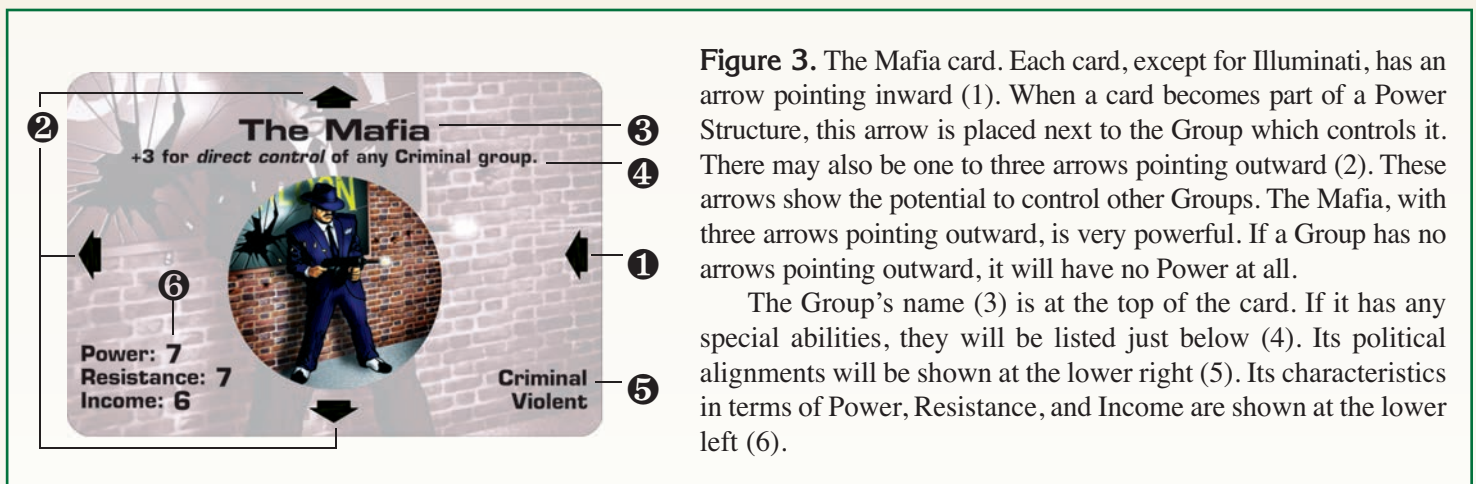 ❷
The Mafia
❸
+3 for direct control of any Criminal group.
❹
❶
❻
Power: 7
Resistance: 7
Income: 6
Criminal
Violent
❺
Figure 3. The Mafia card. Each card, except for Illuminati, has an
arrow pointing inward (1). When a card becomes part of a Power
Structure, this arrow is placed next to the Group which controls it.
There may also be one to three arrows pointing outward (2). These
arrows show the potential to control other Groups. The Mafia, with
three arrows pointing outward, is very powerful. If a Group has no
arrows pointing outward, it will have no Power at all.
The Group's name (3) is at the top of the card. If it has any
special abilities, they will be listed just below (4). Its political
alignments will be shown at the lower right (5). Its characteristics
in terms of Power, Resistance, and Income are shown at the lower
left (6).